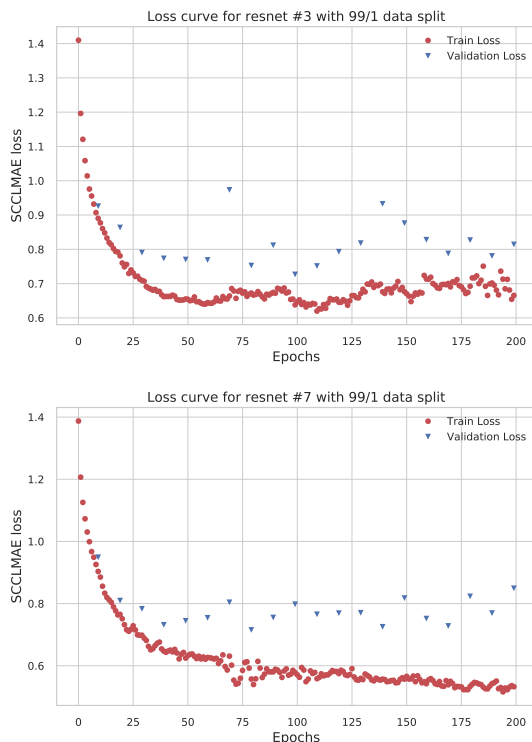 Loss curve for resnet #3 with 99/1 data split
1.4
1.3
1.2
1.1
1.0
0.9
0.8
0.7
0.6
SCCLMAE loss
Train Loss
Validation Loss
0 25 50 75 100 125 150 175 200
Epochs
Loss curve for resnet #7 with 99/1 data split
1.4
1.2
1.0
0.8
0.6
SCCLMAE loss
Train Loss
Validation Loss
0 25 50 75 100 125 150 175 200
Epochs